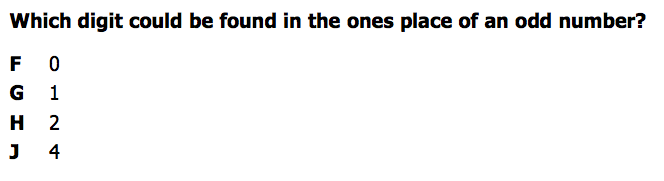 Which digit could be found in the ones place of an odd number?
F 0
G 1
H 2
J 4